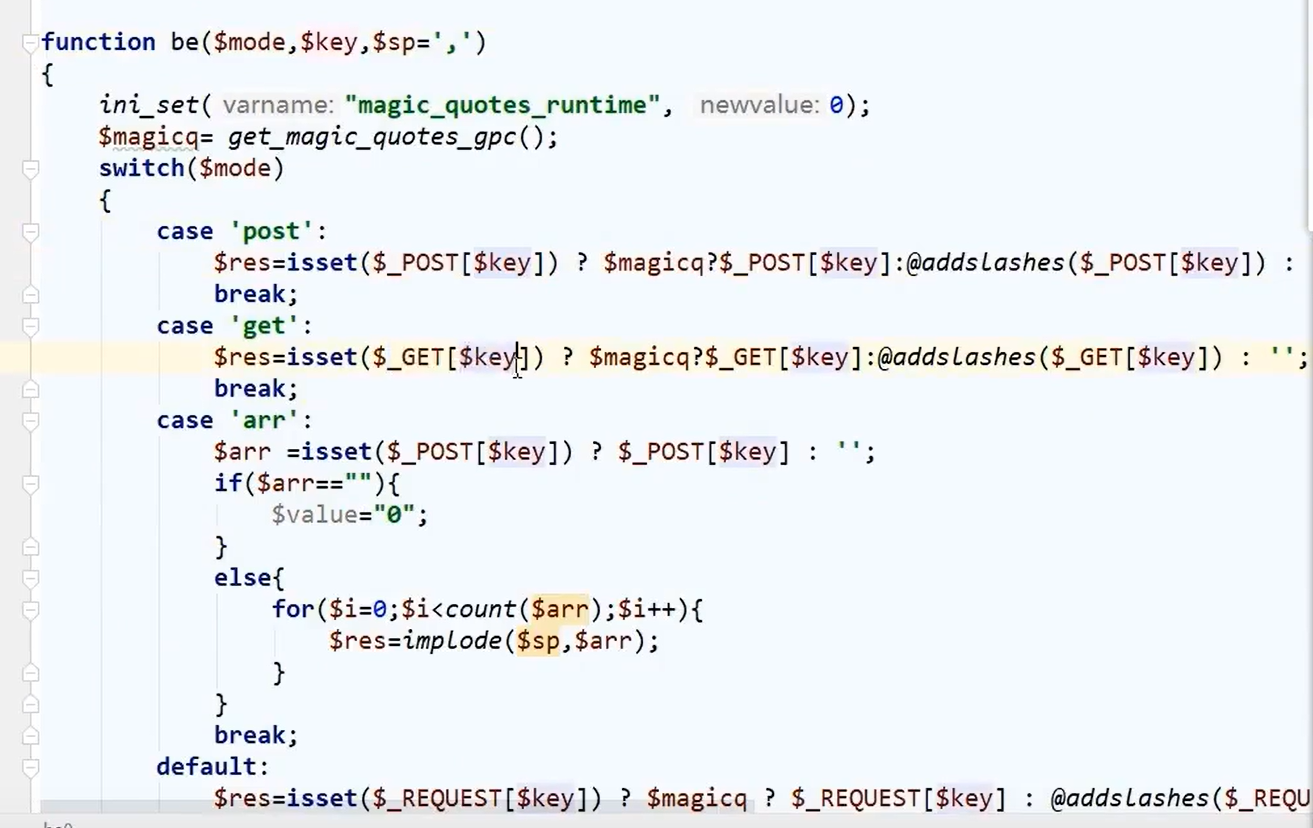 function be($mode,$key,$sp=',')
{
ini_set( varname: "magic_quotes_runtime", newvalue: 0);
$magicq= get_magic_quotes_gpc();
switch($mode)
{
case 'post':
$res=isset($_POST[$key]) ? $magicq?$_POST[$key]:@addslashes($_POST[$key]) :
break;
case 'get':
$res=isset($_GET[$key]) ? $magicq?$_GET[$key]:@addslashes($_GET[$key]) : '';
break;
case 'arr':
$arr =isset($_POST[$key]) ? $_POST[$key] : '';
if($arr==""){
$value="0";
}
else{
for($i=0;$i<count($arr);$i++){
$res=implode($sp,$arr);
}
}
break;
default:
$res=isset($_REQUEST[$key]) ? $magicq ? $_REQUEST[$key] : @addslashes($_REQU